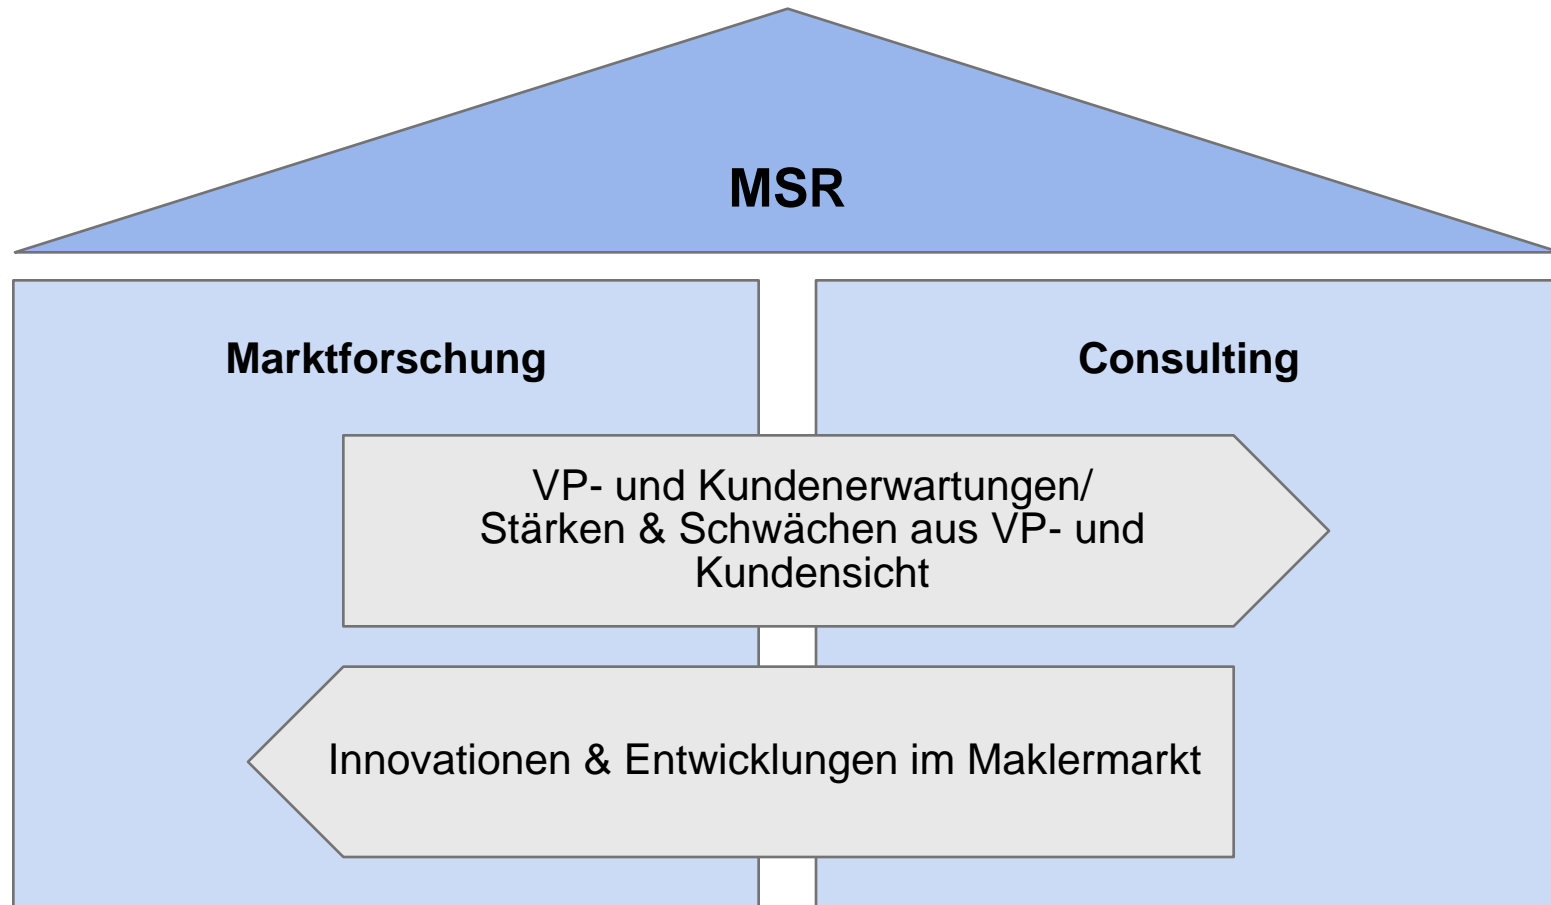 MSR
Marktforschung
Consulting
VP- und Kundenerwartungen/
Stärken & Schwächen aus VP- und
Kundensicht
Innovationen & Entwicklungen im Maklermarkt